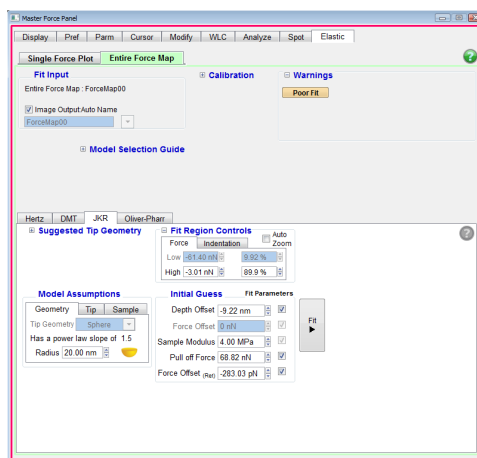 Master Force Panel
Display Pref Parm Cursor Modify WLC Analyze Spot Elastic
Single Force Plot Entire Force Map
Fit Input Calibration Warnings
Entire Force Map : ForceMap00 Poor Fit
Image Output:Auto Name
ForceMap00
Model Selection Guide
Hertz DMT JKR Oliver-Pharr
Suggested Tip Geometry Fit Region Controls Auto Zoom
Force Indentation
Low -61.40 nN 9.92 %
High -3.01 nN 89.9 %
Model Assumptions Initial Guess Fit Parameters
Geometry Tip Sample Depth Offset -9.22 nm Fit
Tip Geometry Sphere Force Offset 0 nN
Has a power law slope of 1.5 Sample Modulus 4.00 MPa
Radius 20.00 nm Pull off Force 68.82 nN
Force Offset (Ret) -283.03 pN